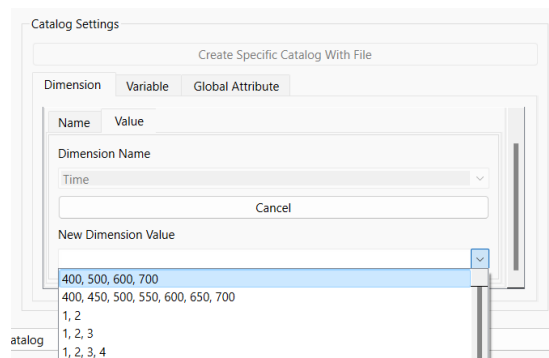 Catalog Settings
Create Specific Catalog With File
Dimension Variable Global Attribute
Name Value
Dimension Name
Time
Cancel
New Dimension Value
400, 500, 600, 700
400, 450, 500, 550, 600, 650, 700
1, 2
1, 2, 3
atalog
1, 2, 3, 4